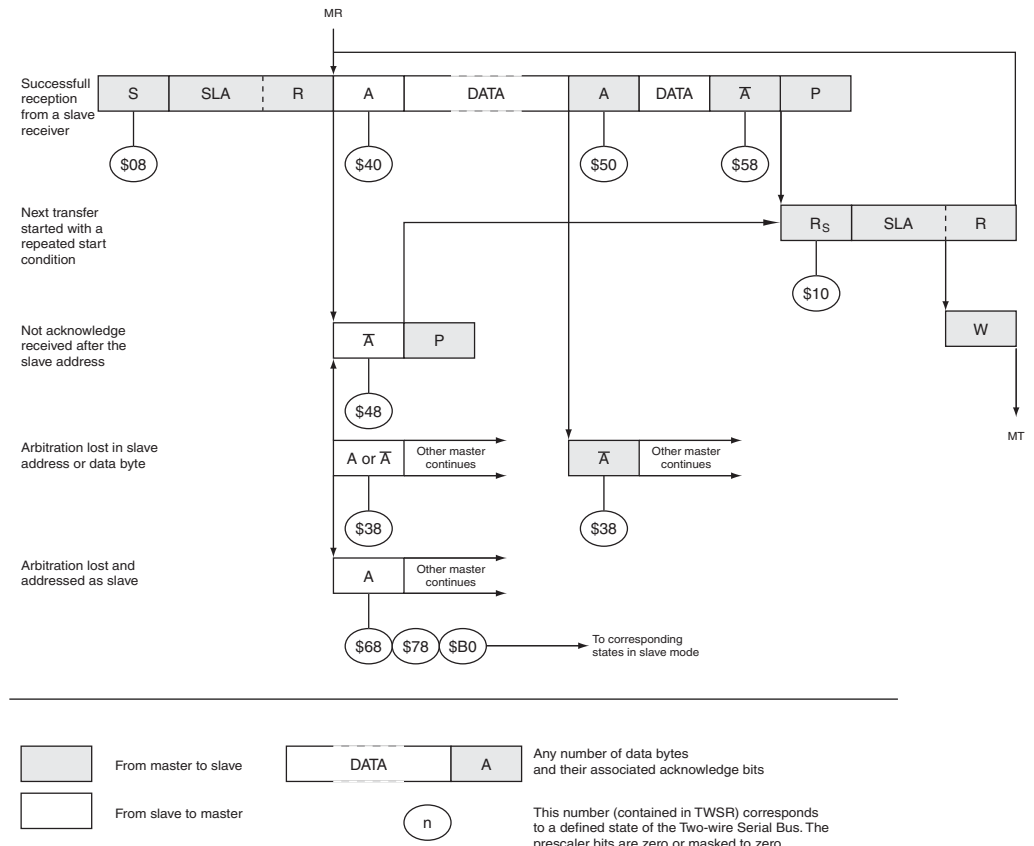 MR
Successfull
reception
from a slave
receiver
S SLA R A DATA A DATA A̅ P
$08 $40 $50 $58
Next transfer
started with a
repeated start
condition
RS SLA R
$10
Not acknowledge
received after the
slave address
A̅ P
W
$48
MT
Arbitration lost in slave
address or data byte
A or A̅ Other master
continues
A̅ Other master
continues
$38 $38
Arbitration lost and
addressed as slave
A Other master
continues
$68 $78 $B0 To corresponding
states in slave mode
From master to slave
DATA A Any number of data bytes
and their associated acknowledge bits
From slave to master
n This number (contained in TWSR) corresponds
to a defined state of the Two-wire Serial Bus. The
prescaler bits are zero or masked to zero